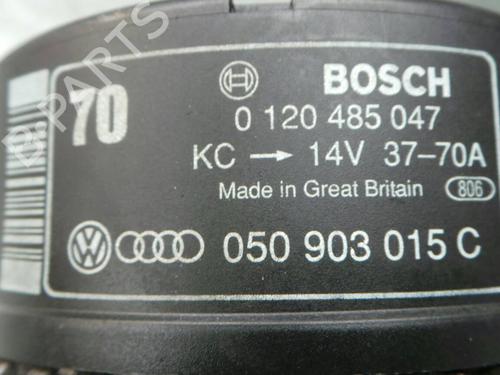 B-PARTS
70
BOSCH
0 120 485 047
KC → 14V 37-70A
Made in Great Britain 806
050 903 015 C